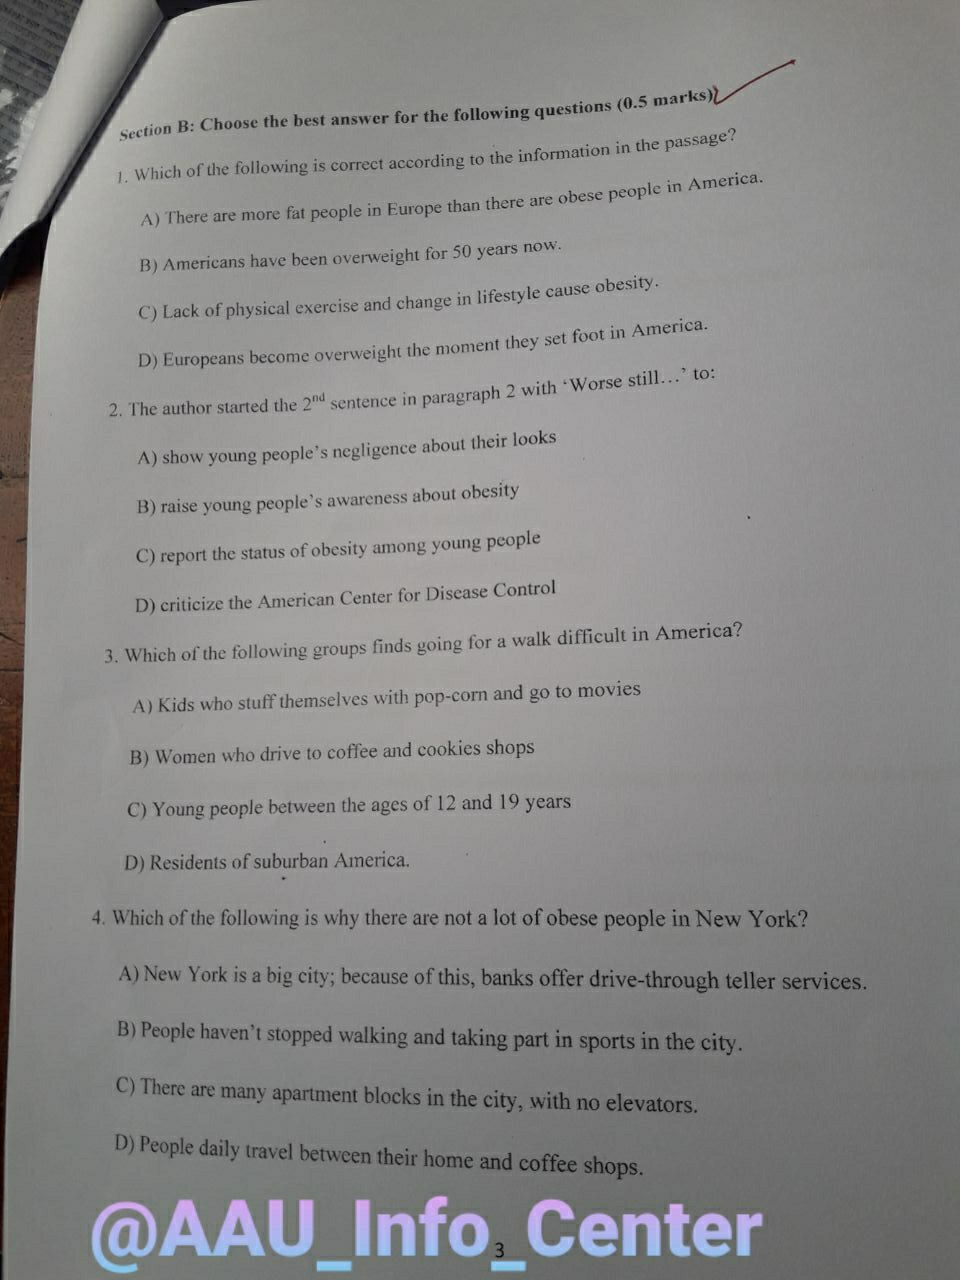 Section B: Choose the best answer for the following questions (0.5 marks)
1. Which of the following is correct according to the information in the passage?
A) There are more fat people in Europe than there are obese people in America.
B) Americans have been overweight for 50 years now.
C) Lack of physical exercise and change in lifestyle cause obesity.
D) Europeans become overweight the moment they set foot in America.
2. The author started the 2nd sentence in paragraph 2 with ‘Worse still…’ to:
A) show young people’s negligence about their looks
B) raise young people’s awareness about obesity
C) report the status of obesity among young people
D) criticize the American Center for Disease Control
3. Which of the following groups finds going for a walk difficult in America?
A) Kids who stuff themselves with pop-corn and go to movies
B) Women who drive to coffee and cookies shops
C) Young people between the ages of 12 and 19 years
D) Residents of suburban America.
4. Which of the following is why there are not a lot of obese people in New York?
A) New York is a big city; because of this, banks offer drive-through teller services.
B) People haven’t stopped walking and taking part in sports in the city.
C) There are many apartment blocks in the city, with no elevators.
D) People daily travel between their home and coffee shops.
@AAU_Info_Center
3